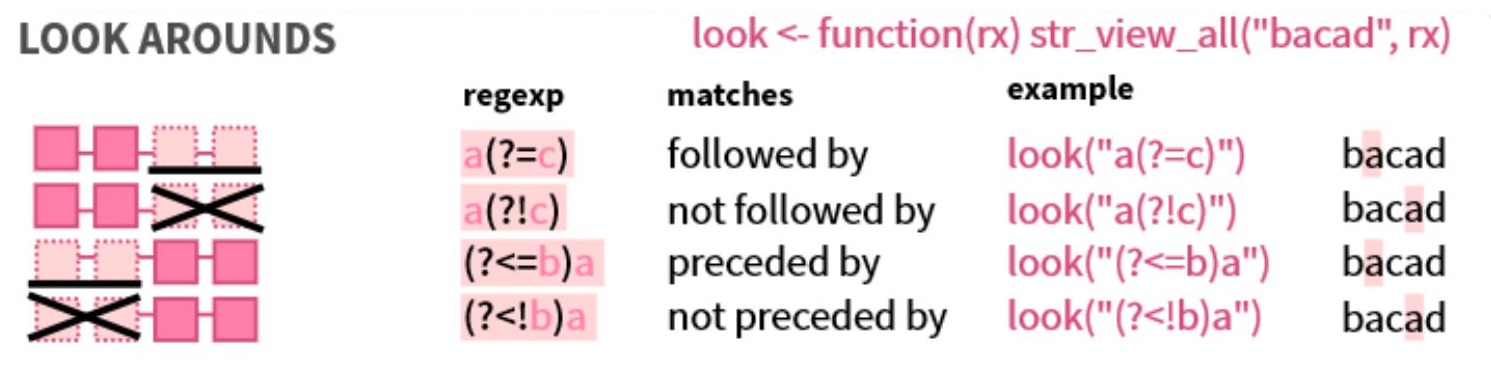 LOOK AROUNDS look <- function(rx) str_view_all("bacad", rx)
regexp matches example
a(?=c) followed by look("a(?=c)") bacad
a(?!c) not followed by look("a(?!c)") bacad
(?<=b)a preceded by look("(?<=b)a") bacad
(?<!b)a not preceded by look("(?<!b)a") bacad